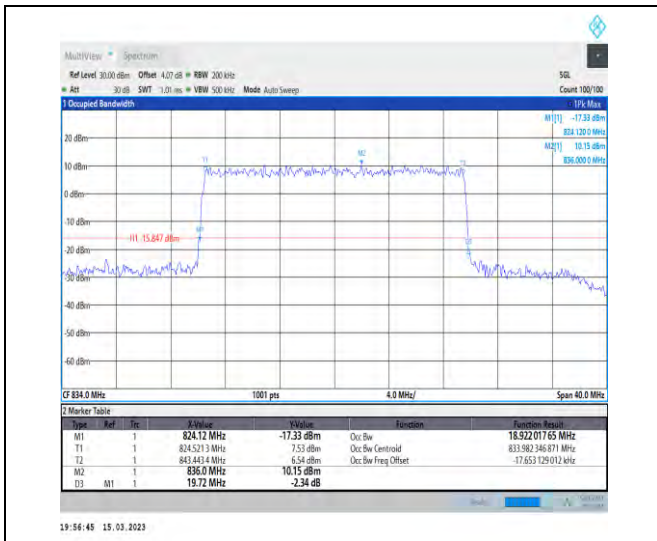 MultiView Spectrum
Ref Level 30.00 dBm Offset 4.07 dB RBW 200 kHz SGL
Att 30 dB SWT 1.01 ms VBW 500 kHz Mode Auto Sweep Count 100/100
1 Occupied Bandwidth 1Pk Max
M1[1] -17.33 dBm
824.120 0 MHz
M2[1] 10.15 dBm
836.000 0 MHz
20 dBm
T1 M2 T2
10 dBm
0 dBm
-10 dBm
M1
H1 -15.847 dBm
D3
-20 dBm
-30 dBm
-40 dBm
-50 dBm
-60 dBm
CF 834.0 MHz 1001 pts 4.0 MHz/ Span 40.0 MHz
2 Marker Table
Type Ref Trc X-Value Y-Value Function Function Result
M1 1 824.12 MHz -17.33 dBm Occ Bw 18.922 017 65 MHz
T1 1 824.521 3 MHz 7.53 dBm Occ Bw Centroid 833.982 346 871 MHz
T2 1 843.443 4 MHz 6.54 dBm Occ Bw Freq Offset -17.653 129 012 kHz
M2 1 836.0 MHz 10.15 dBm
D3 M1 1 19.72 MHz -2.34 dB
19:56:45 15.03.2023